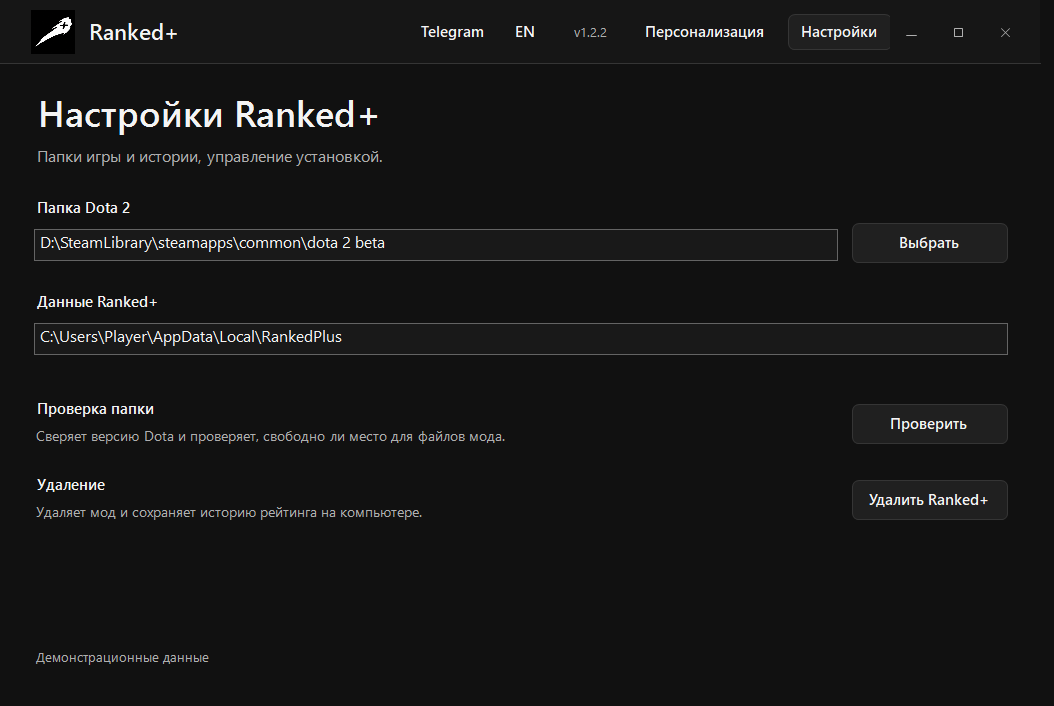 Ranked+
Telegram EN v1.2.2 Персонализация Настройки
Настройки Ranked+
Папки игры и истории, управление установкой.
Папка Dota 2
D:\SteamLibrary\steamapps\common\dota 2 beta
Выбрать
Данные Ranked+
C:\Users\Player\AppData\Local\RankedPlus
Проверка папки
Сверяет версию Dota и проверяет, свободно ли место для файлов мода.
Проверить
Удаление
Удаляет мод и сохраняет историю рейтинга на компьютере.
Удалить Ranked+
Демонстрационные данные